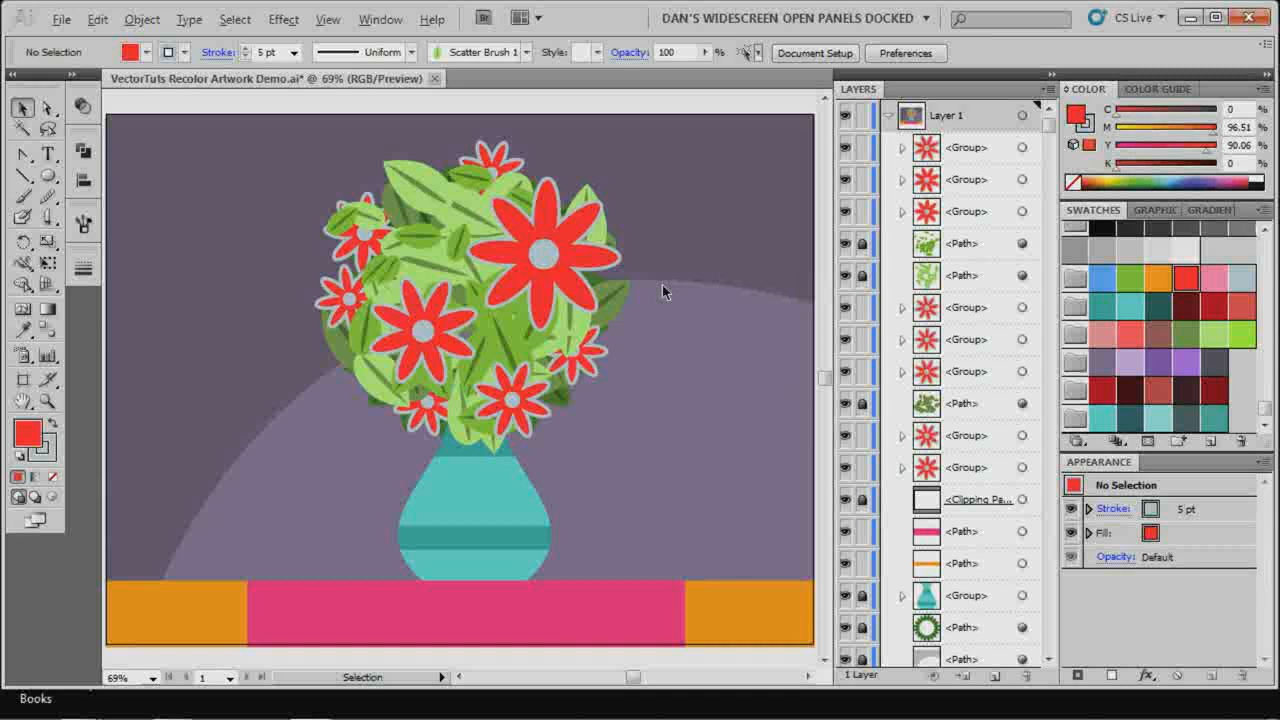 Ai File Edit Object Type Select Effect View Window Help Br DAN'S WIDESCREEN OPEN PANELS DOCKED CS Live
No Selection Stroke: 5 pt Uniform Scatter Brush 1 Style: Opacity: 100 % Document Setup Preferences
VectorTuts Recolor Artwork Demo.ai* @ 69% (RGB/Preview)
LAYERS
Layer 1
<Group>
<Group>
<Group>
<Path>
<Path>
<Group>
<Group>
<Group>
<Path>
<Group>
<Group>
<Clipping Pa...
<Path>
<Path>
<Group>
<Path>
<Path>
1 Layer
COLOR COLOR GUIDE
C 0 %
M 96.51 %
Y 90.06 %
K 0 %
SWATCHES GRAPHIC GRADIEN
APPEARANCE
No Selection
Stroke: 5 pt
Fill:
Opacity: Default
69% 1 Selection
Books